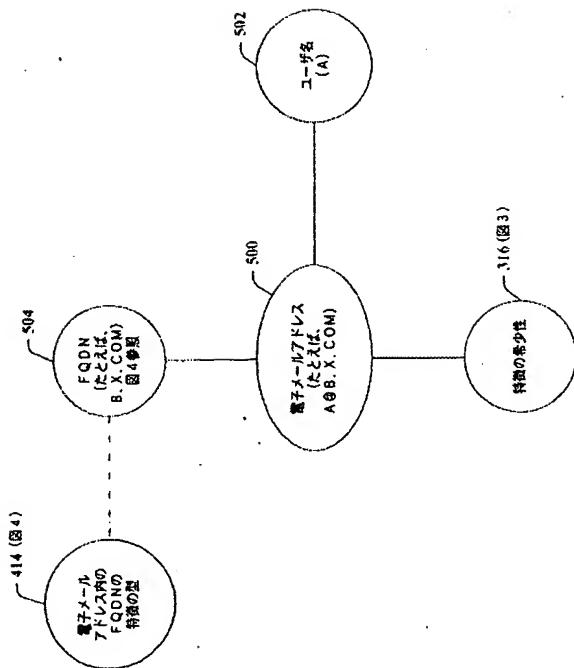 414 (図4)
電子メール
アドレス内の
FQDNの
特徴の型
504
FQDN
(たとえば、
B.X.COM)
図4参照
500
電子メールアドレス
(たとえば、
A@B.X.COM)
502
ユーザ名
(A)
316 (図3)
特徴の希少性